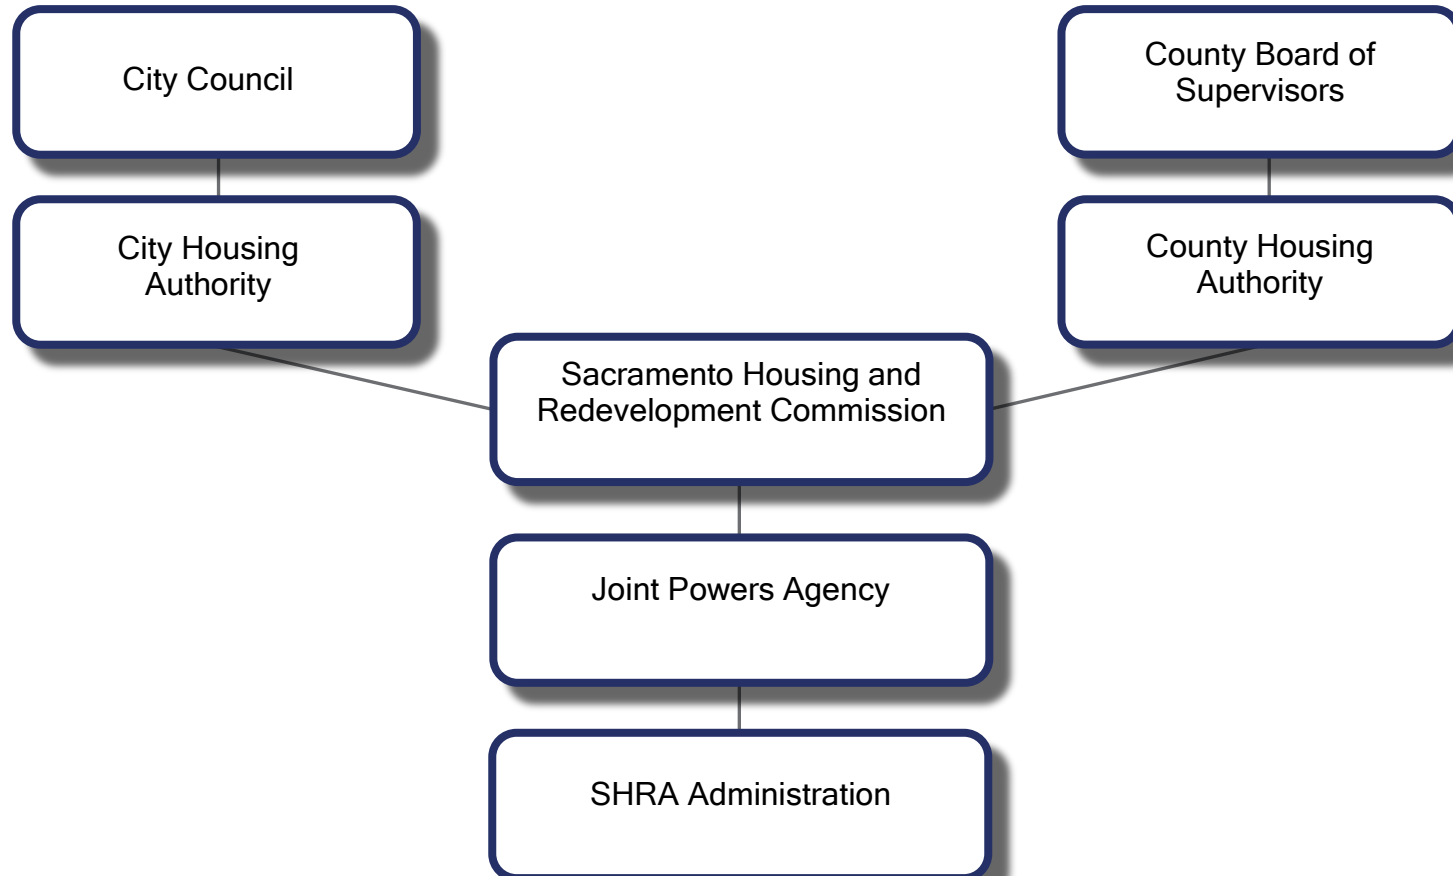 City Council
County Board of
Supervisors
City Housing
Authority
County Housing
Authority
Sacramento Housing and
Redevelopment Commission
Joint Powers Agency
SHRA Administration